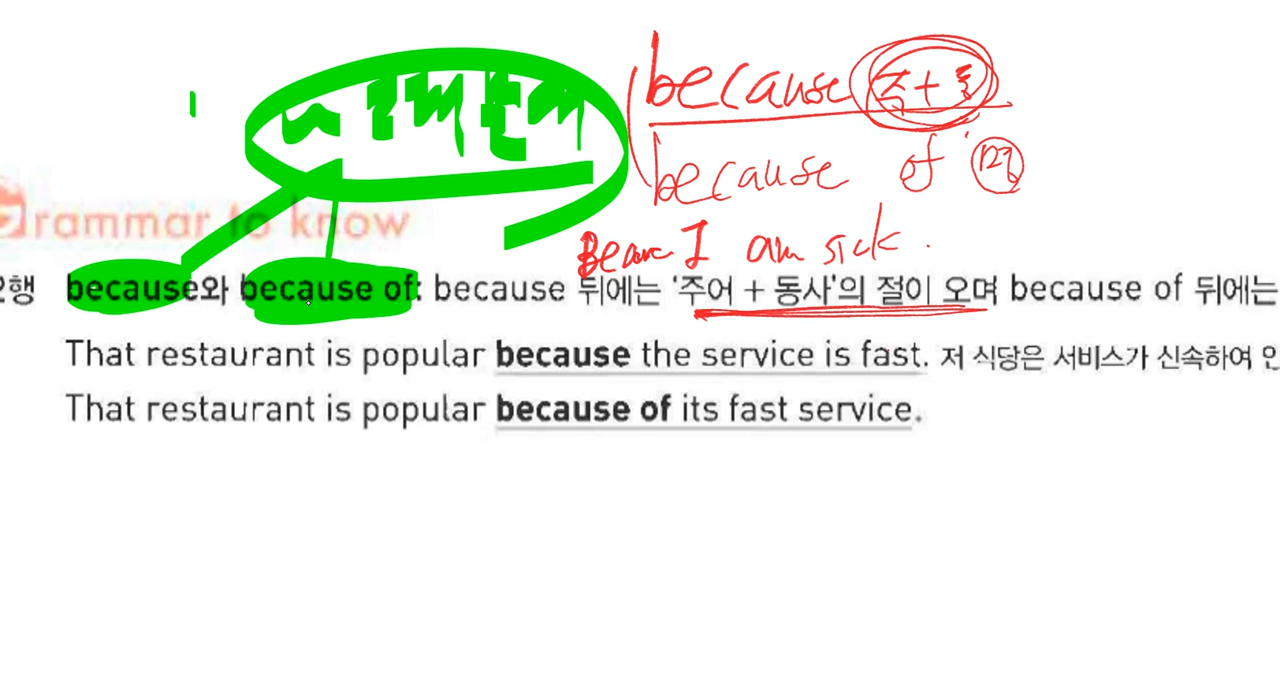 ~ 때문에
because 주+동
because of 명
Because I am sick.
Grammar to know
because와 because of: because 뒤에는 '주어 + 동사'의 절이 오며 because of 뒤에는
That restaurant is popular because the service is fast. 저 식당은 서비스가 신속하여
That restaurant is popular because of its fast service.